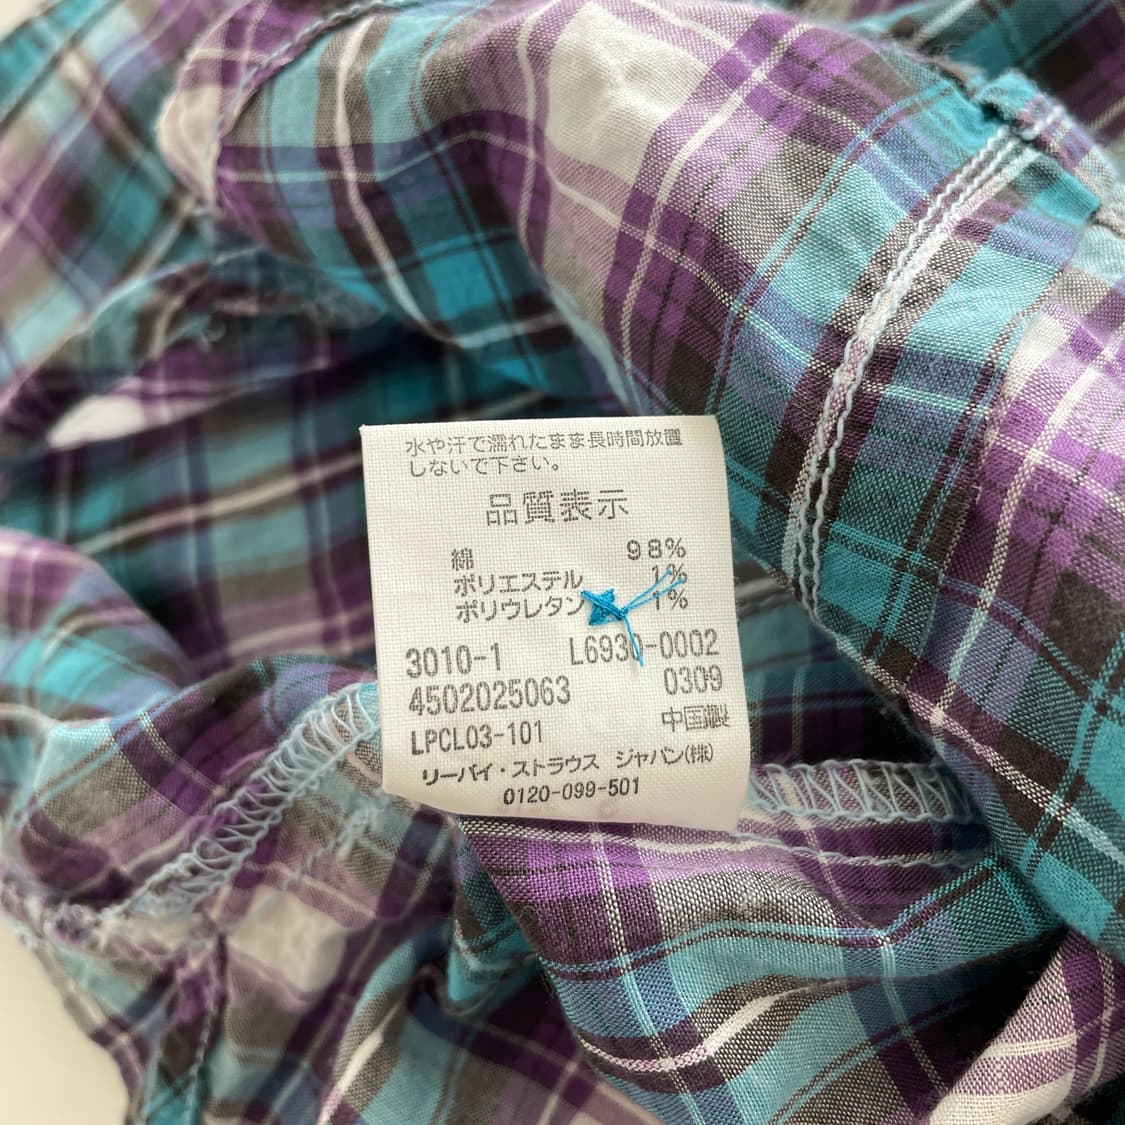 水や汗で濡れたまま長時間放置
しないで下さい。
品質表示
綿 98%
ポリエステル 1%
ポリウレタン 1%
3010-1 L6930-0002
4502025063 0309
LPCL03-101 中国製
リーバイ・ストラウス ジャパン(株)
0120-099-501